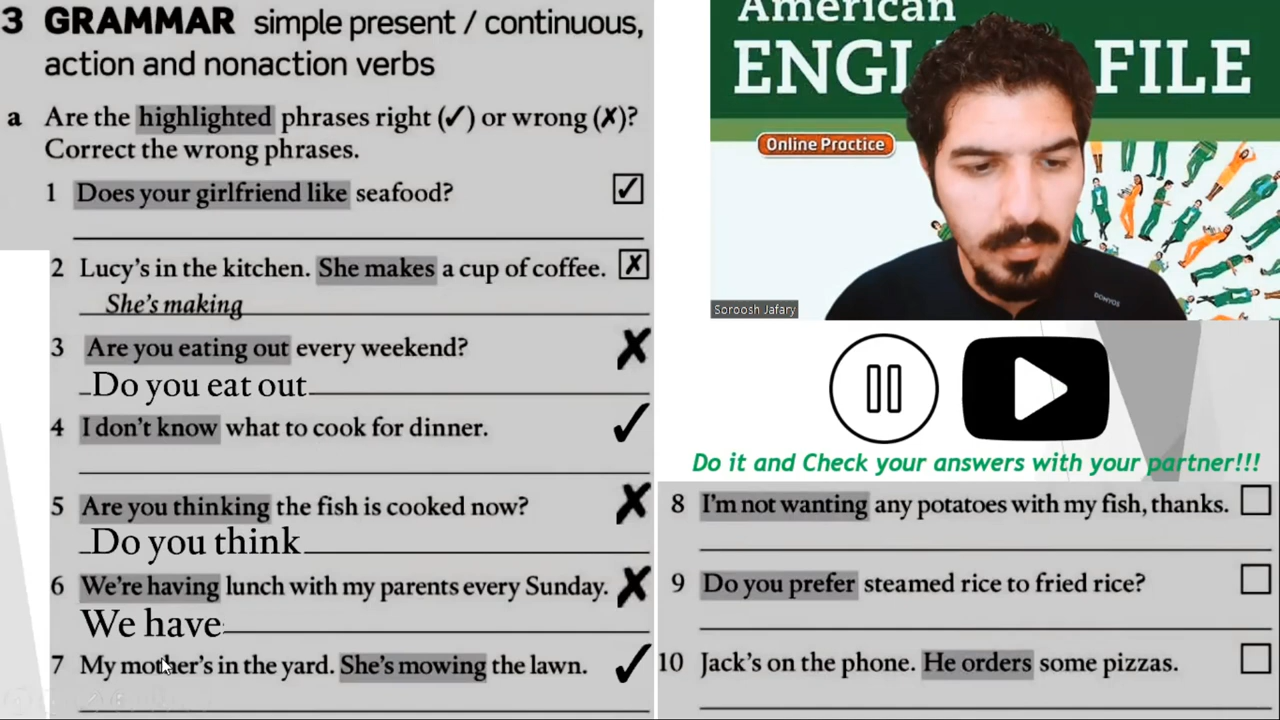 3 GRAMMAR simple present / continuous,
action and nonaction verbs
a Are the highlighted phrases right (✓) or wrong (✗)?
Correct the wrong phrases.
1 Does your girlfriend like seafood? ✓
2 Lucy's in the kitchen. She makes a cup of coffee. ✗
She's making
3 Are you eating out every weekend? ✗
Do you eat out
4 I don't know what to cook for dinner. ✓
5 Are you thinking the fish is cooked now? ✗
Do you think
6 We're having lunch with my parents every Sunday. ✗
We have
7 My mother's in the yard. She's mowing the lawn. ✓
American
ENGL FILE
Online Practice
DOMYOS
Soroosh Jafary
Do it and Check your answers with your partner!!!
8 I'm not wanting any potatoes with my fish, thanks.
9 Do you prefer steamed rice to fried rice?
10 Jack's on the phone. He orders some pizzas.